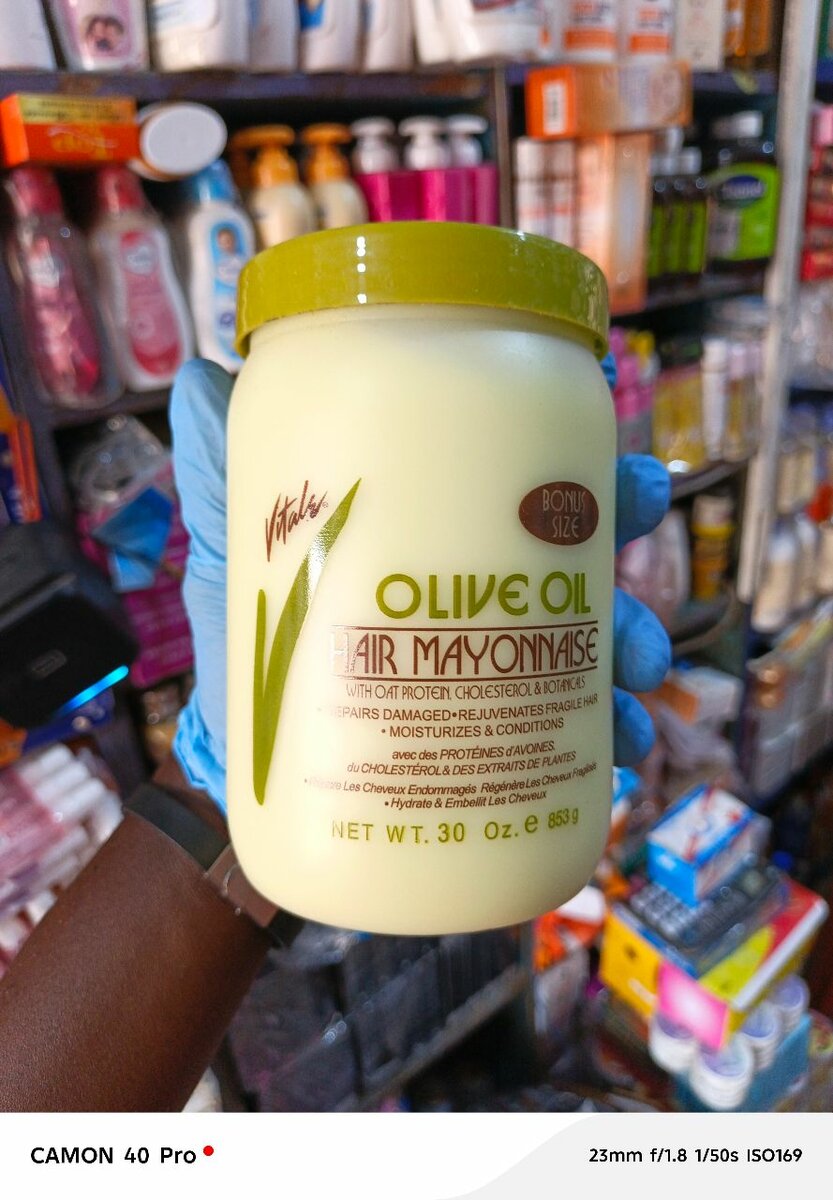 Vitals
BONUS
SIZE
OLIVE OIL
HAIR MAYONNAISE
WITH OAT PROTEIN, CHOLESTEROL & BOTANICALS
• REPAIRS DAMAGED • REJUVENATES FRAGILE HAIR
• MOISTURIZES & CONDITIONS
avec des PROTÉINES d'AVOINES,
du CHOLESTÉROL & DES EXTRAITS DE PLANTES
Les Cheveux Endommagés Régénère Les Cheveux Fragilisés
• Hydrate & Embellit Les Cheveux
NET WT. 30 Oz. e 853 g
CAMON 40 Pro
23mm f/1.8 1/50s ISO169